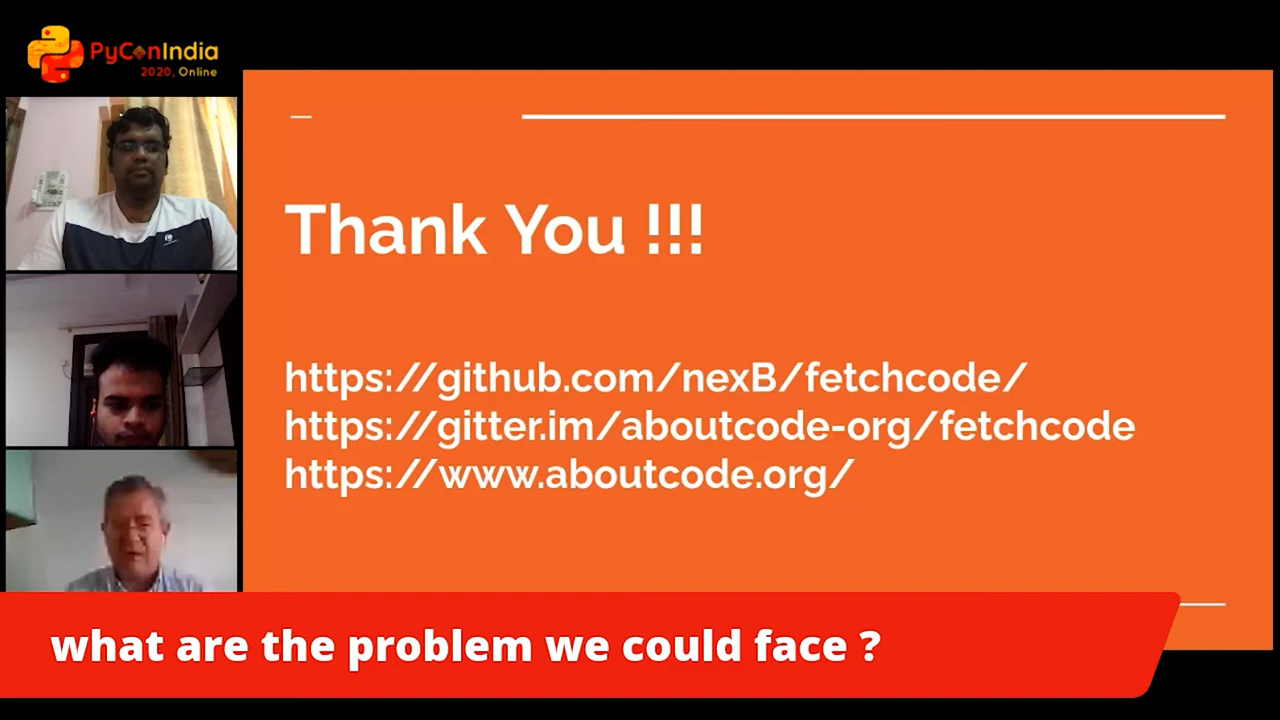 PyConIndia
2020, Online
Thank You !!!
https://github.com/nexB/fetchcode/
https://gitter.im/aboutcode-org/fetchcode
https://www.aboutcode.org/
what are the problem we could face ?